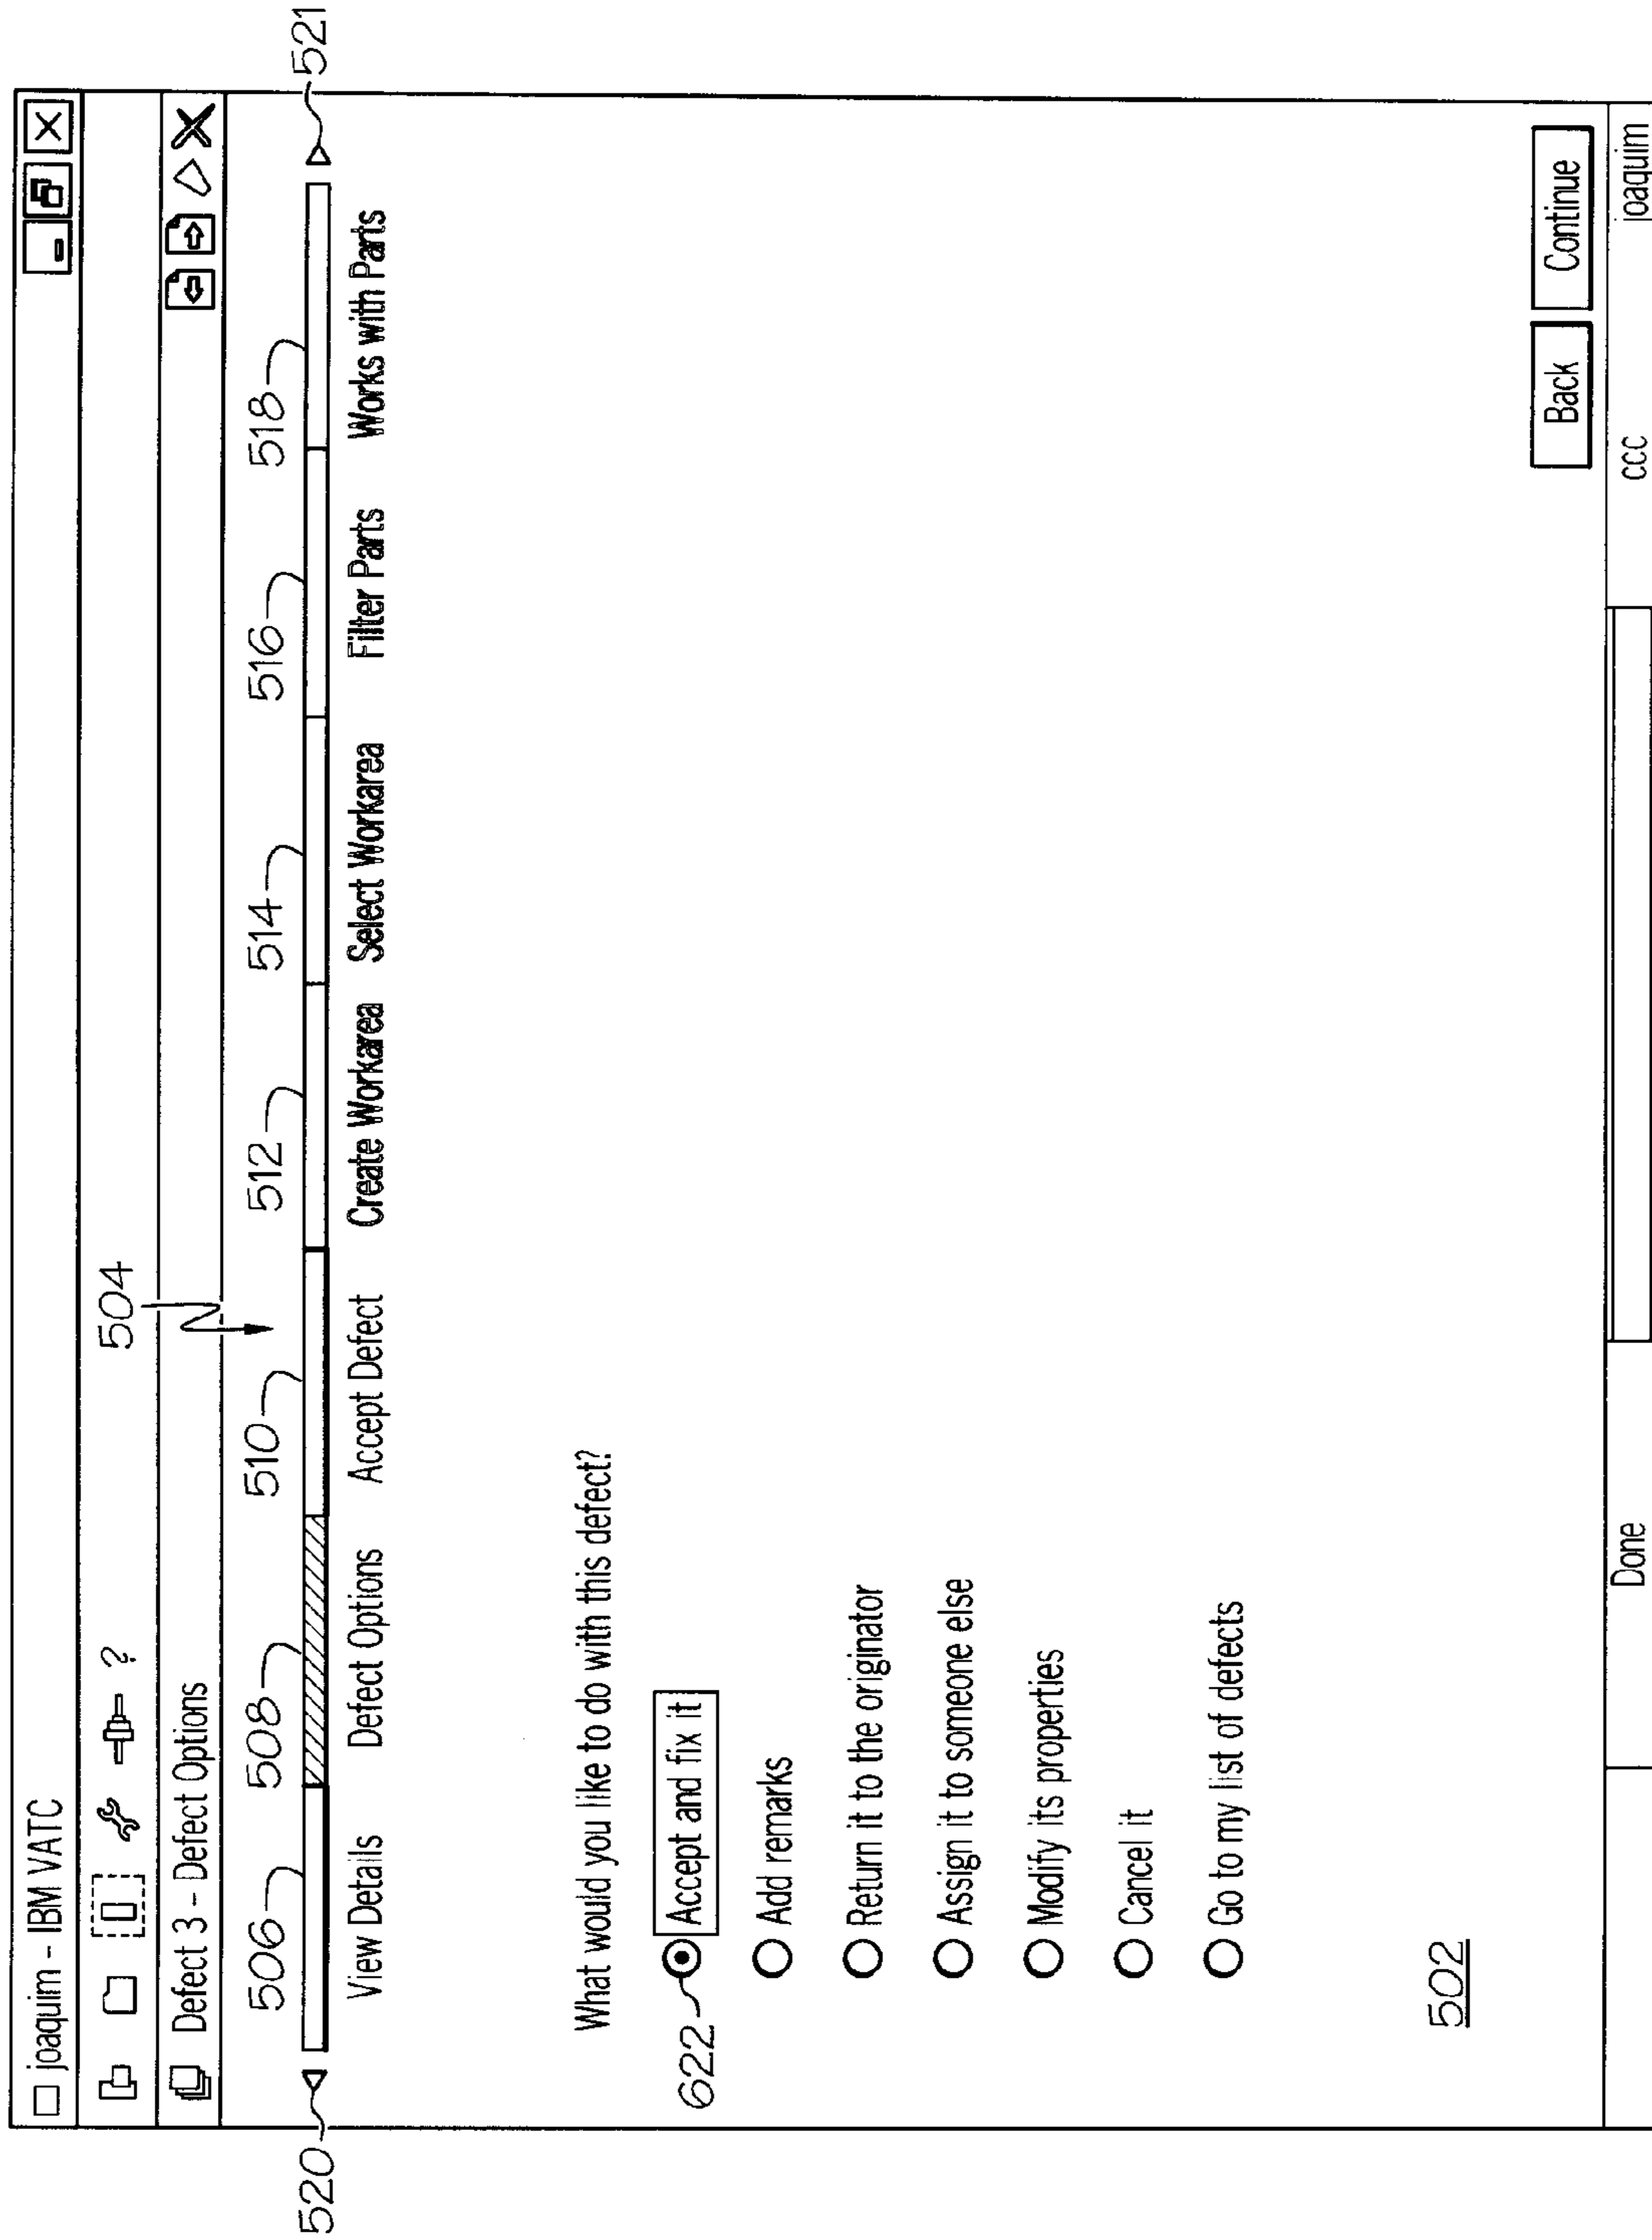 joaquim - IBM VATC
504
?
Defect 3 - Defect Options
506 508 510 512 514 516 518
520 521
View Details Defect Options Accept Defect Create Workarea Select Workarea Filter Parts Works with Parts
What would you like to do with this defect?
622 Accept and fix it
Add remarks
Return it to the originator
Assign it to someone else
Modify its properties
Cancel it
Go to my list of defects
502
Back Continue
Done ccc joaquim